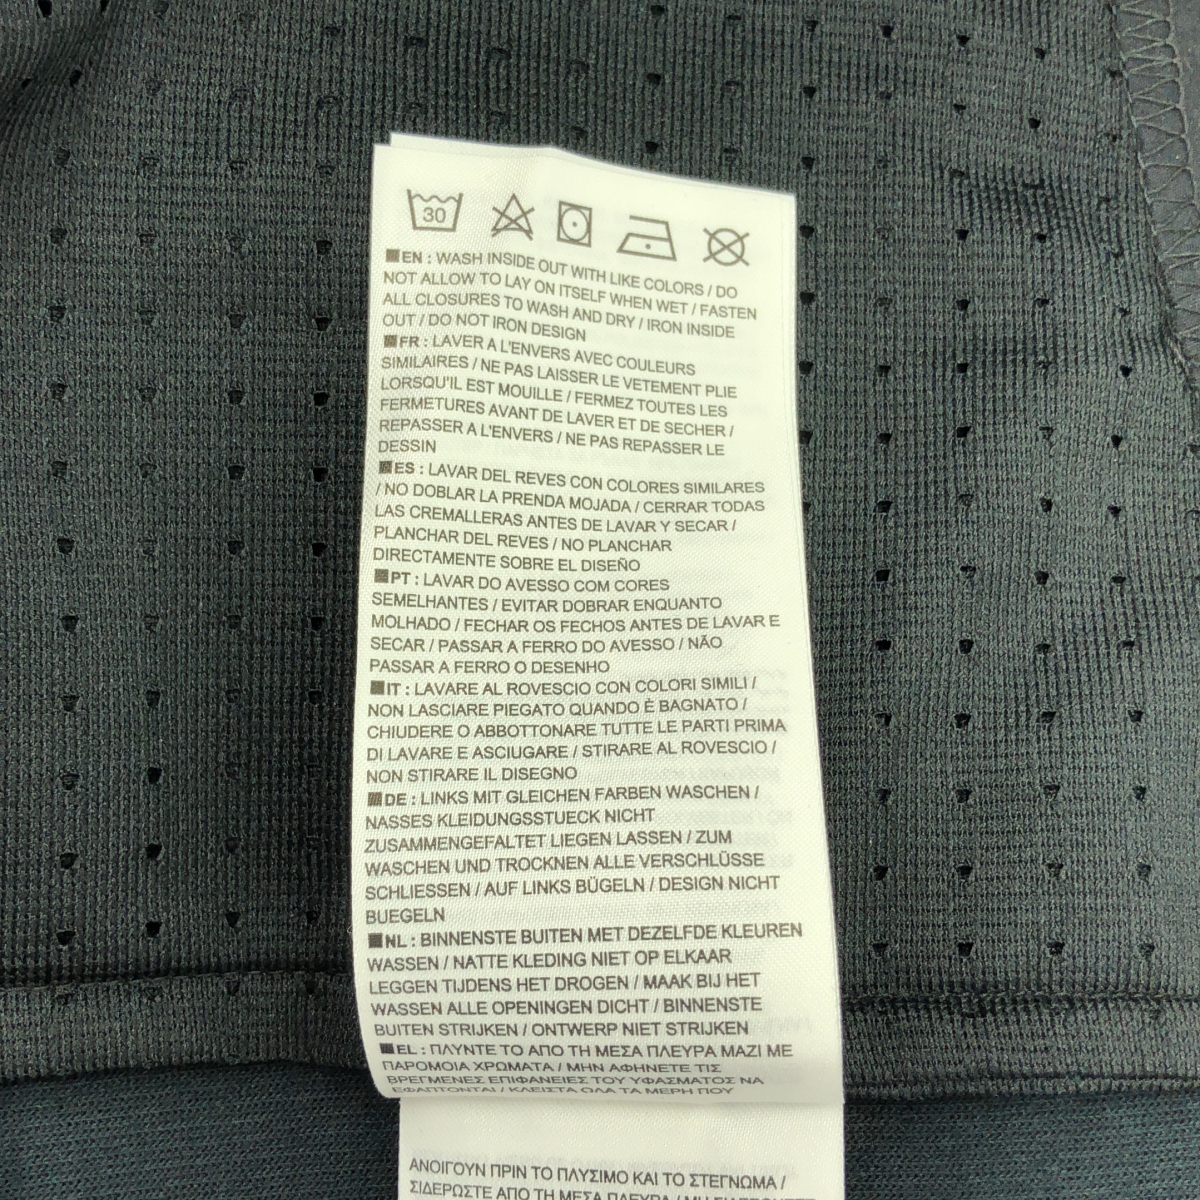 30
EN : WASH INSIDE OUT WITH LIKE COLORS / DO
NOT ALLOW TO LAY ON ITSELF WHEN WET / FASTEN
ALL CLOSURES TO WASH AND DRY / IRON INSIDE
OUT / DO NOT IRON DESIGN
FR : LAVER A L'ENVERS AVEC COULEURS
SIMILAIRES / NE PAS LAISSER LE VETEMENT PLIE
LORSQU'IL EST MOUILLE / FERMEZ TOUTES LES
FERMETURES AVANT DE LAVER ET DE SECHER /
REPASSER A L'ENVERS / NE PAS REPASSER LE
DESSIN
ES : LAVAR DEL REVES CON COLORES SIMILARES
/ NO DOBLAR LA PRENDA MOJADA / CERRAR TODAS
LAS CREMALLERAS ANTES DE LAVAR Y SECAR /
PLANCHAR DEL REVES / NO PLANCHAR
DIRECTAMENTE SOBRE EL DISEÑO
PT : LAVAR DO AVESSO COM CORES
SEMELHANTES / EVITAR DOBRAR ENQUANTO
MOLHADO / FECHAR OS FECHOS ANTES DE LAVAR E
SECAR / PASSAR A FERRO DO AVESSO / NÃO
PASSAR A FERRO O DESENHO
IT : LAVARE AL ROVESCIO CON COLORI SIMILI /
NON LASCIARE PIEGATO QUANDO È BAGNATO /
CHIUDERE O ABBOTTONARE TUTTE LE PARTI PRIMA
DI LAVARE E ASCIUGARE / STIRARE AL ROVESCIO /
NON STIRARE IL DISEGNO
DE : LINKS MIT GLEICHEN FARBEN WASCHEN /
NASSES KLEIDUNGSSTUECK NICHT
ZUSAMMENGEFALTET LIEGEN LASSEN / ZUM
WASCHEN UND TROCKNEN ALLE VERSCHLÜSSE
SCHLIESSEN / AUF LINKS BÜGELN / DESIGN NICHT
BUEGELN
NL : BINNENSTE BUITEN MET DEZELFDE KLEUREN
WASSEN / NATTE KLEDING NIET OP ELKAAR
LEGGEN TIJDENS HET DROGEN / MAAK BIJ HET
WASSEN ALLE OPENINGEN DICHT / BINNENSTE
BUITEN STRIJKEN / ONTWERP NIET STRIJKEN
EL : ΠΛΥΝΤΕ ΤΟ ΑΠΟ ΤΗ ΜΕΣΑ ΠΛΕΥΡΑ ΜΑΖΙ ΜΕ
ΠΑΡΟΜΟΙΑ ΧΡΩΜΑΤΑ / ΜΗΝ ΑΦΗΝΕΤΕ ΤΙΣ
ΒΡΕΓΜΕΝΕΣ ΕΠΙΦΑΝΕΙΕΣ ΤΟΥ ΥΦΑΣΜΑΤΟΣ ΝΑ
ΕΦΑΠΤΟΝΤΑΙ / ΚΛΕΙΣΤΑ ΟΛΑ ΤΑ ΜΕΡΗ ΠΟΥ
ΑΝΟΙΓΟΥΝ ΠΡΙΝ ΤΟ ΠΛΥΣΙΜΟ ΚΑΙ ΤΟ ΣΤΕΓΝΩΜΑ /
ΣΙΔΕΡΩΣΤΕ ΑΠΟ ΤΗ ΜΕΣΑ ΠΛΕΥΡΑ /